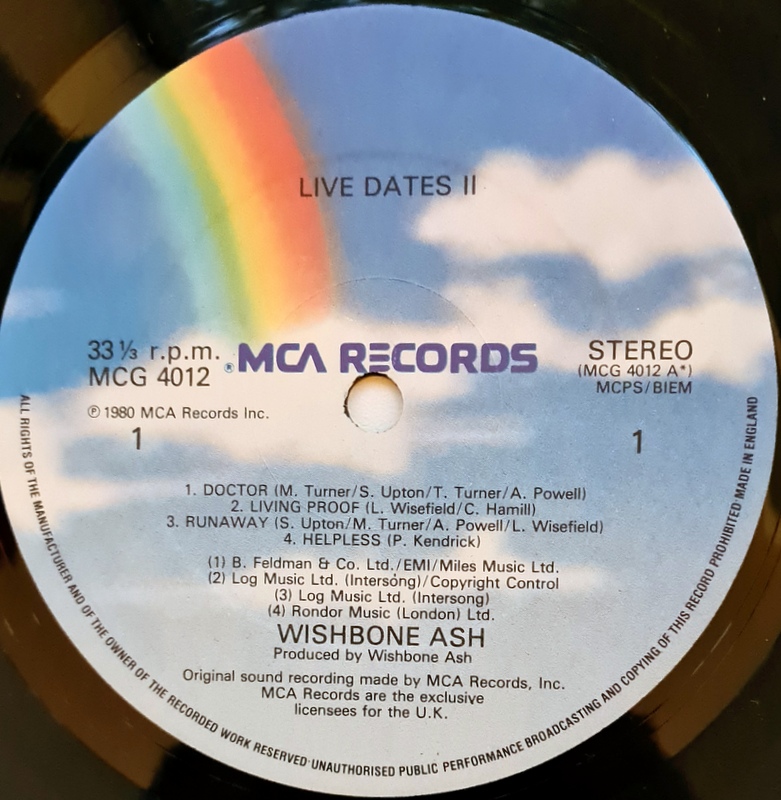 LIVE DATES II
33⅓ r.p.m.
MCG 4012
® MCA RECORDS
STEREO
(MCG 4012 A*)
MCPS/BIEM
℗ 1980 MCA Records Inc.
1
1
1. DOCTOR (M. Turner/S. Upton/T. Turner/A. Powell)
2. LIVING PROOF (L. Wisefield/C. Hamill)
3. RUNAWAY (S. Upton/M. Turner/A. Powell/L. Wisefield)
4. HELPLESS (P. Kendrick)
(1) B. Feldman & Co. Ltd./EMI/Miles Music Ltd.
(2) Log Music Ltd. (Intersong)/Copyright Control
(3) Log Music Ltd. (Intersong)
(4) Rondor Music (London) Ltd.
WISHBONE ASH
Produced by Wishbone Ash
Original sound recording made by MCA Records, Inc.
MCA Records are the exclusive
licensees for the U.K.
ALL RIGHTS OF THE MANUFACTURER AND OF THE OWNER OF THE RECORDED WORK RESERVED·UNAUTHORISED PUBLIC PERFORMANCE BROADCASTING AND COPYING OF THIS RECORD PROHIBITED·MADE IN ENGLAND